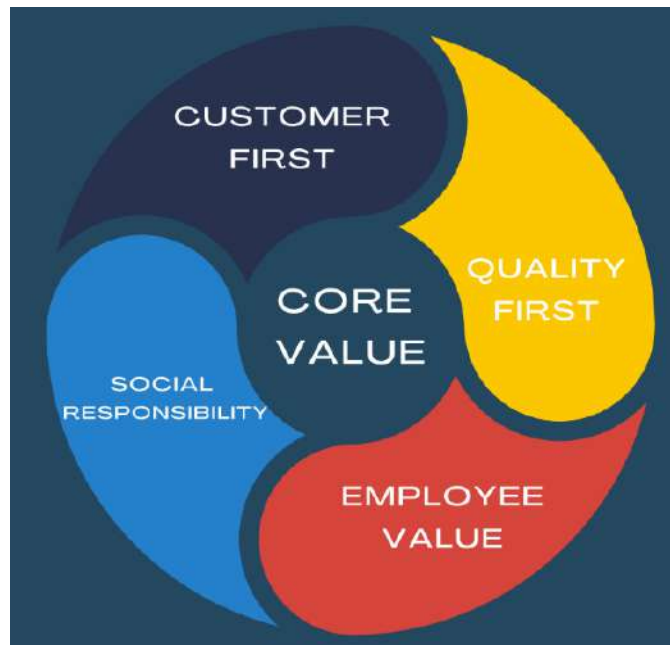 CUSTOMER
FIRST
QUALITY
FIRST
CORE
VALUE
SOCIAL
RESPONSIBILITY
EMPLOYEE
VALUE